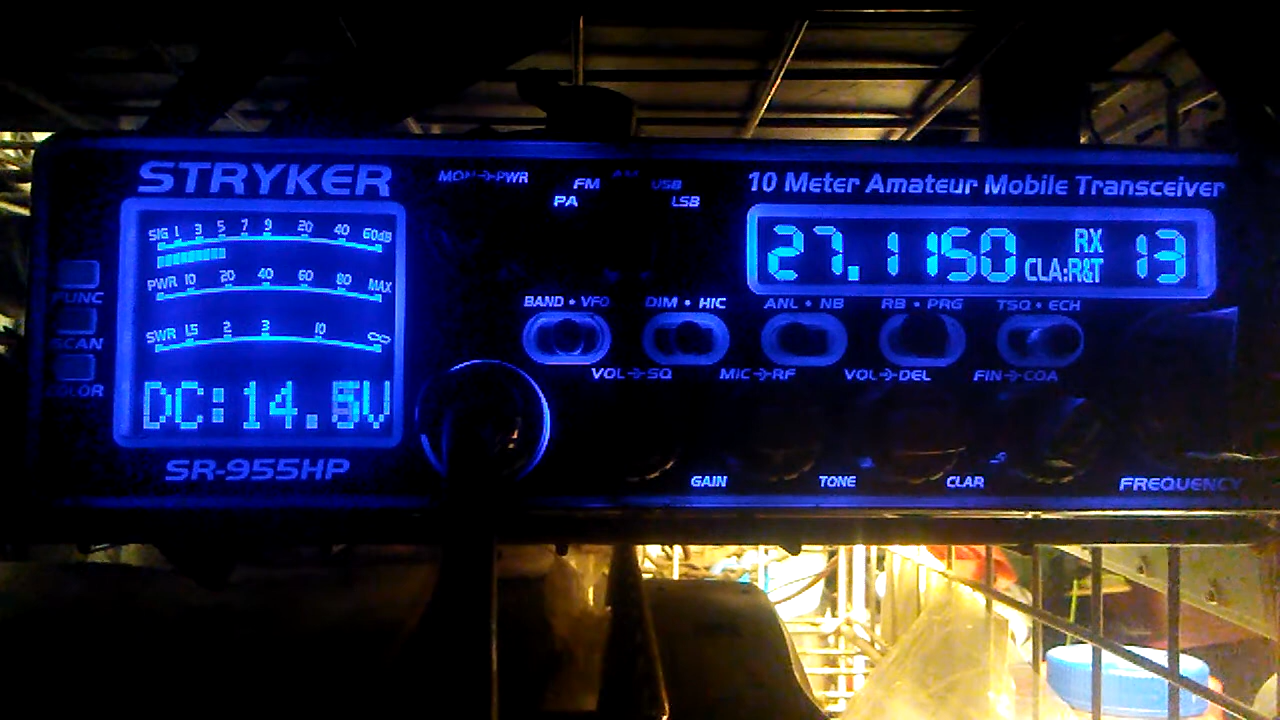 STRYKER
MON PWR
FM AM USB
PA LSB
10 Meter Amateur Mobile Transceiver
SIG 1 3 5 7 9 20 40 60dB
PWR 10 20 40 60 80 MAX
SWR 1.5 2 3 10 ∞
DC:14.5V
SR-955HP
FUNC
SCAN
COLOR
27.1150 RX CLA:R&T 13
BAND • VFO DIM • HIC ANL • NB RB • PRG TSQ • ECH
VOL SQ MIC RF VOL DEL FIN COA
GAIN TONE CLAR FREQUENCY